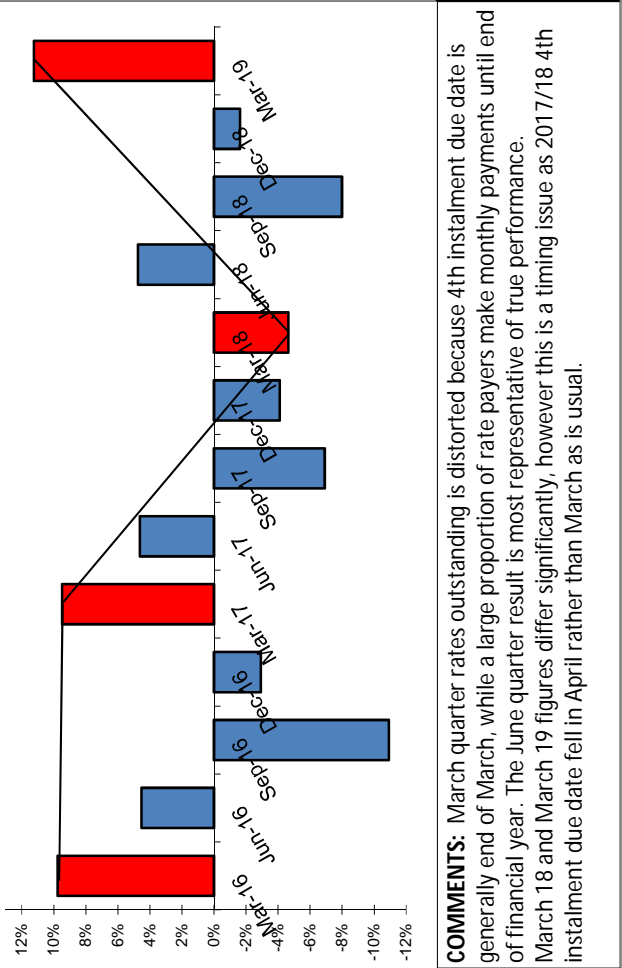 12%
10%
8%
6%
4%
2%
0%
-2%
-4%
-6%
-8%
-10%
-12%
Mar-16
Jun-16
Sep-16
Dec-16
Mar-17
Jun-17
Sep-17
Dec-17
Mar-18
Jun-18
Sep-18
Dec-18
Mar-19
COMMENTS: March quarter rates outstanding is distorted because 4th instalment due date is
generally end of March, while a large proportion of rate payers make monthly payments until end
of financial year. The June quarter result is most representative of true performance.
March 18 and March 19 figures differ significantly, however this is a timing issue as 2017/18 4th
instalment due date fell in April rather than March as is usual.